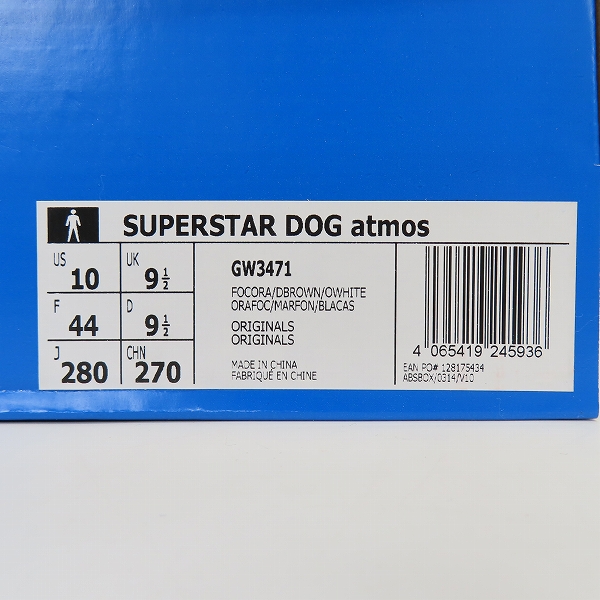 SUPERSTAR DOG atmos
US 10 UK 9 1/2
F 44 D 9 1/2
J 280 CHN 270
GW3471
FOCORA/DBROWN/OWHITE
ORAFOC/MARFON/BLACAS
ORIGINALS
ORIGINALS
MADE IN CHINA
FABRIQUÉ EN CHINE
4 065419 245936
EAN PO# 128175434
ABSBOX/0314/V10